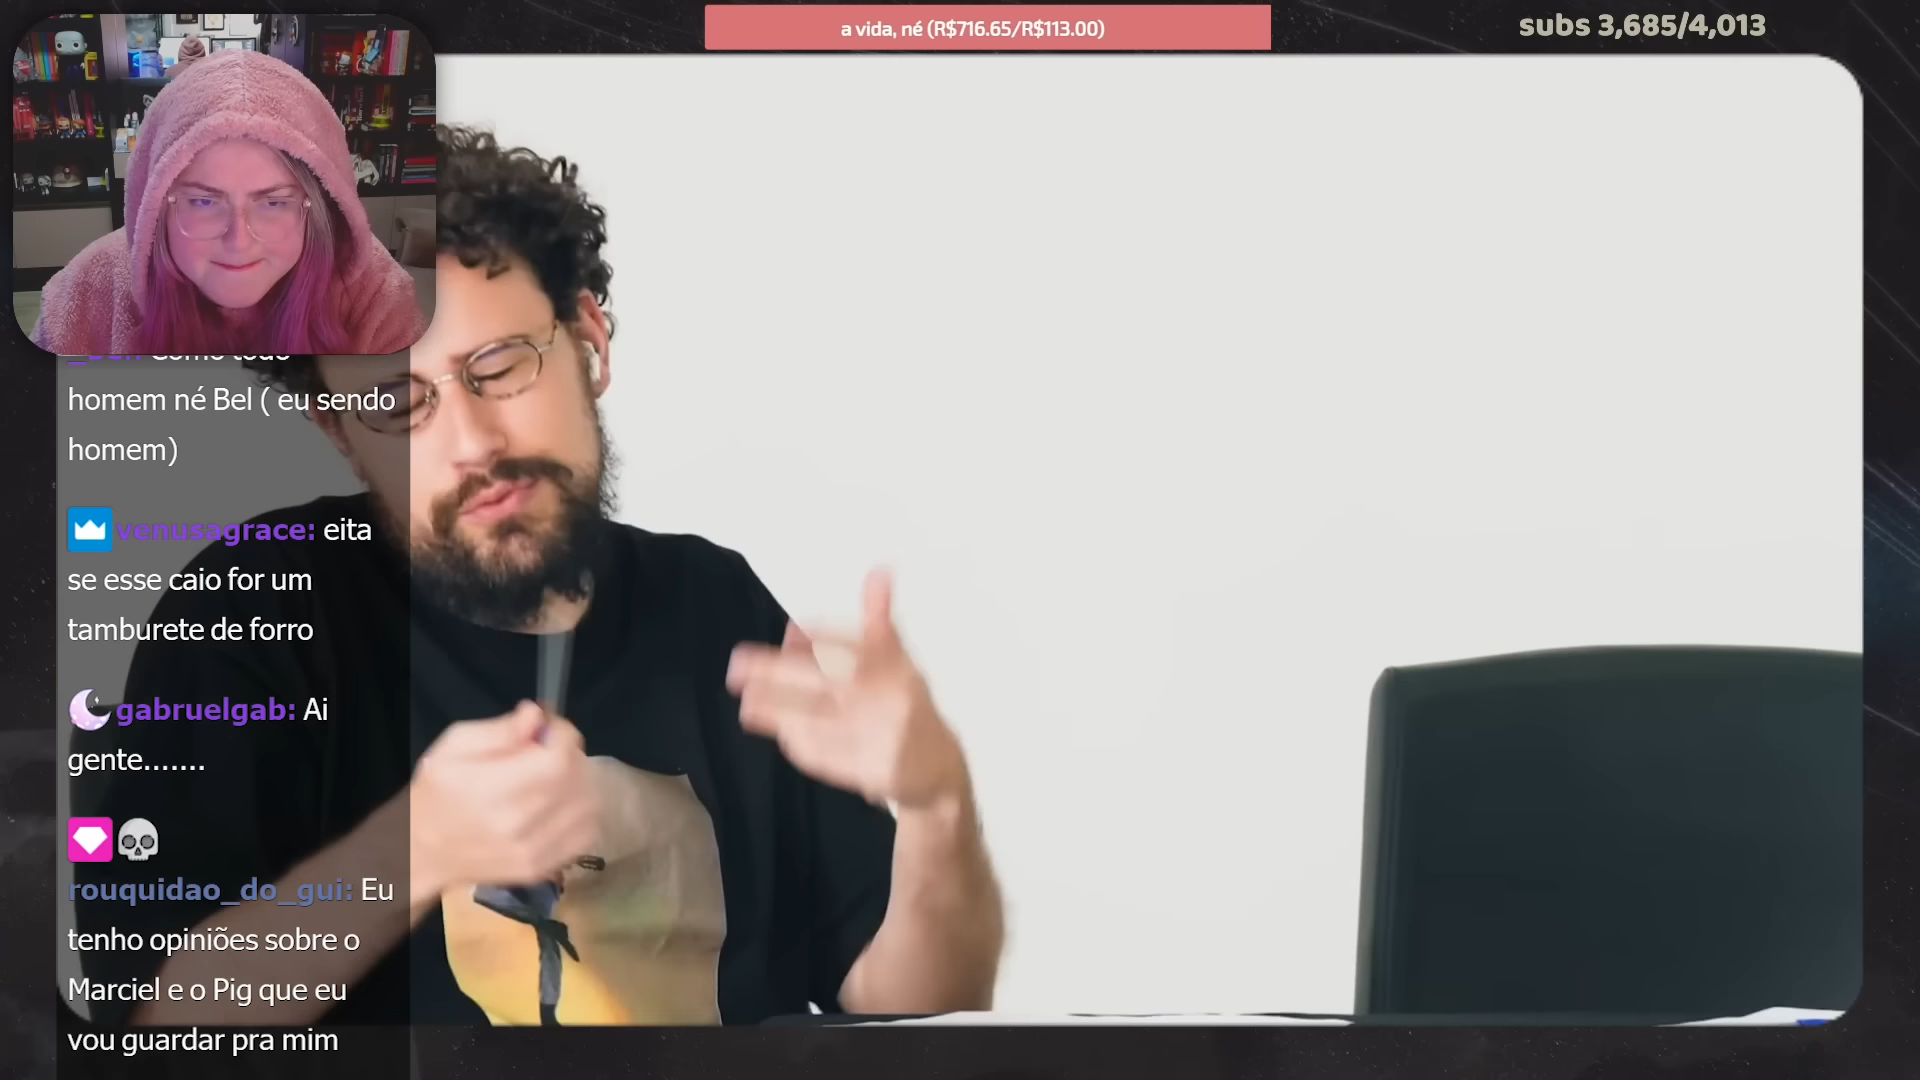 a vida, né (R$716.65/R$113.00)
subs 3,685/4,013
Como todo
homem né Bel ( eu sendo
homem)
venusagrace: eita
se esse caio for um
tamburete de forro
gabruelgab: Ai
gente.......
rouquidao_do_gui: Eu
tenho opiniões sobre o
Marciel e o Pig que eu
vou guardar pra mim